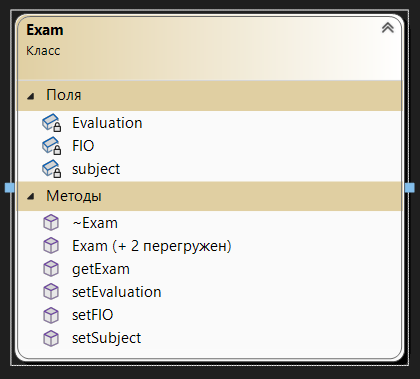 Exam
Класс
Поля
Evaluation
FIO
subject
Методы
~Exam
Exam (+ 2 перегружен)
getExam
setEvaluation
setFIO
setSubject